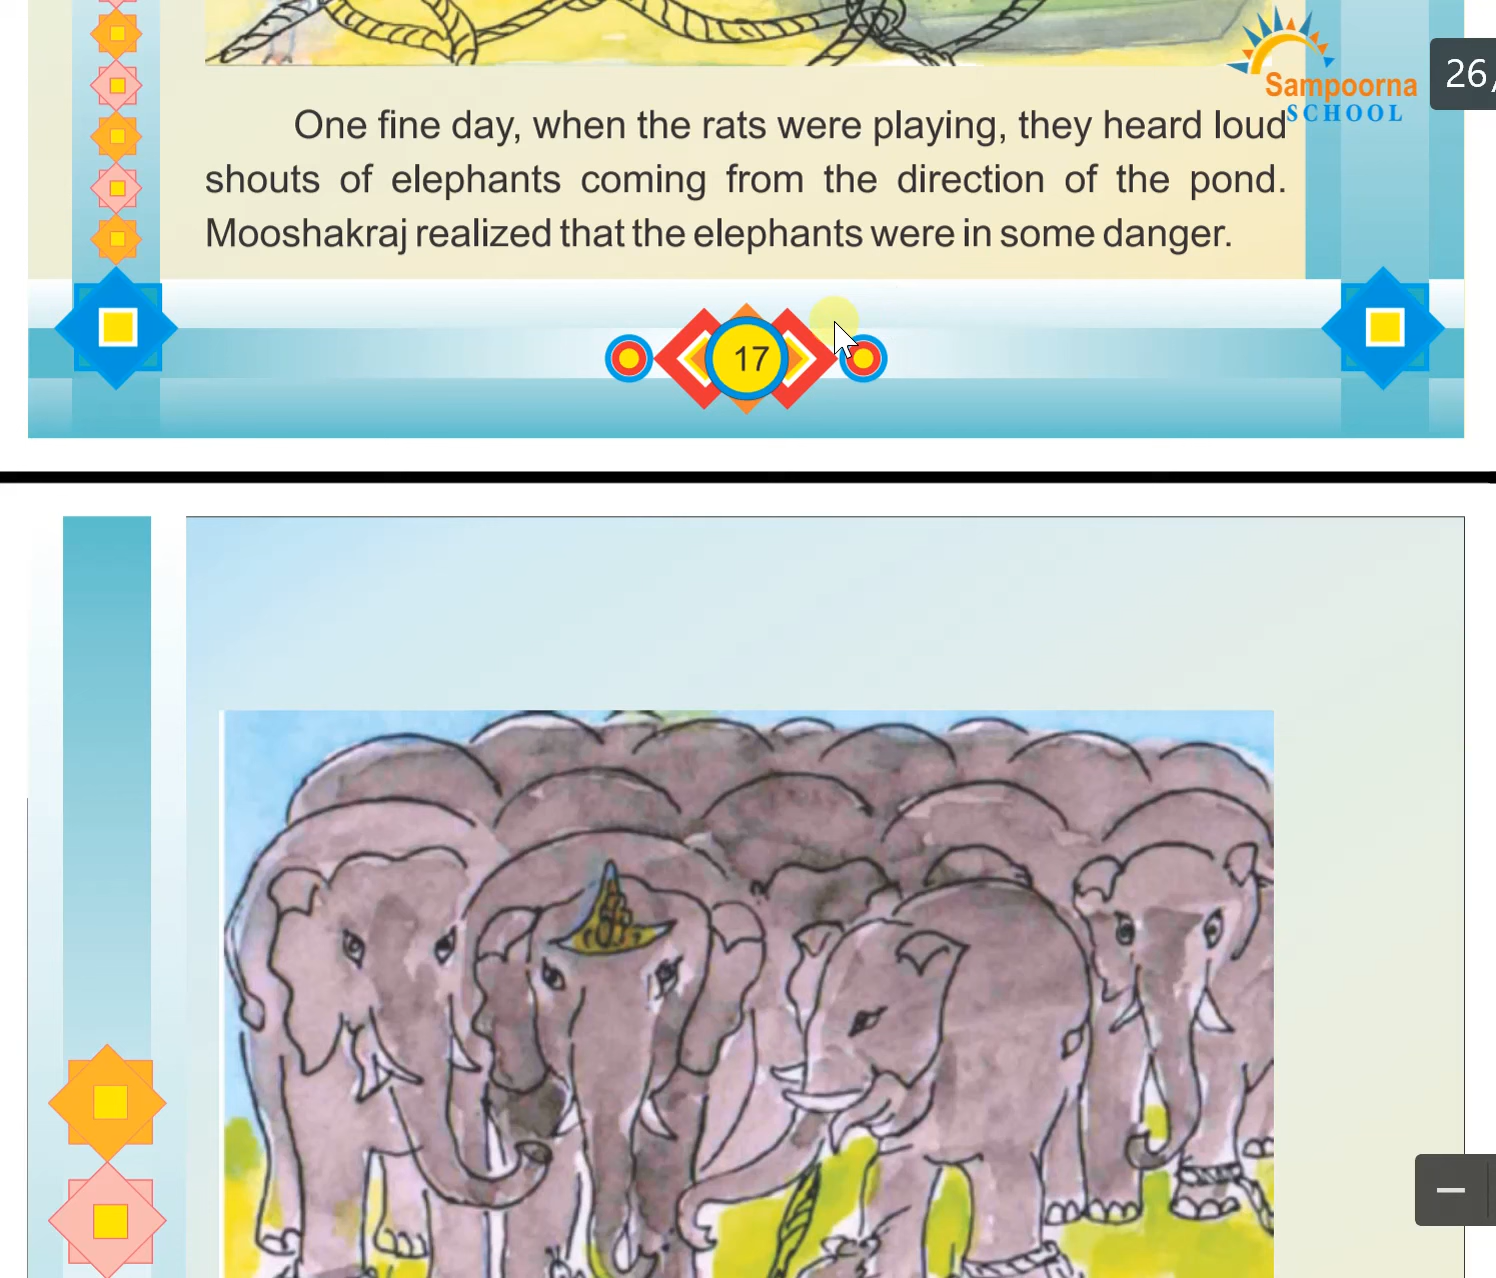 Sampoorna
SCHOOL
26
One fine day, when the rats were playing, they heard loud
shouts of elephants coming from the direction of the pond.
Mooshakraj realized that the elephants were in some danger.
17